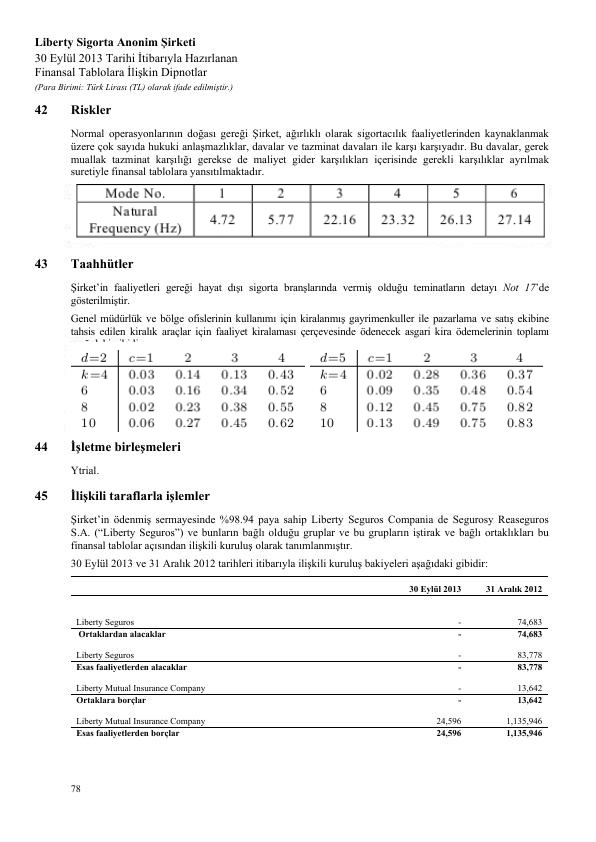 Liberty Sigorta Anonim Şirketi
30 Eylül 2013 Tarihi İtibarıyla Hazırlanan
Finansal Tablolara İlişkin Dipnotlar
(Para Birimi: Türk Lirası (TL) olarak ifade edilmiştir.)
42 Riskler
Normal operasyonlarının doğası gereği Şirket, ağırlıklı olarak sigortacılık faaliyetlerinden kaynaklanmak
üzere çok sayıda hukuki anlaşmazlıklar, davalar ve tazminat davaları ile karşı karşıyadır. Bu davalar, gerek
muallak tazminat karşılığı gerekse de maliyet gider karşılıkları içerisinde gerekli karşılıklar ayrılmak
suretiyle finansal tablolara yansıtılmaktadır.
Mode No. 1 2 3 4 5 6
Natural
Frequency (Hz) 4.72 5.77 22.16 23.32 26.13 27.14
43 Taahhütler
Şirket’in faaliyetleri gereği hayat dışı sigorta branşlarında vermiş olduğu teminatların detayı Not 17’de
gösterilmiştir.
Genel müdürlük ve bölge ofislerinin kullanımı için kiralanmış gayrimenkuller ile pazarlama ve satış ekibine
tahsis edilen kiralık araçlar için faaliyet kiralaması çerçevesinde ödenecek asgari kira ödemelerinin toplamı
d=2 c=1 2 3 4 d=5 c=1 2 3 4
k=4 0.03 0.14 0.13 0.43 k=4 0.02 0.28 0.36 0.37
6 0.03 0.16 0.34 0.52 6 0.09 0.35 0.48 0.54
8 0.02 0.23 0.38 0.55 8 0.12 0.45 0.75 0.82
10 0.06 0.27 0.45 0.62 10 0.13 0.49 0.75 0.83
44 İşletme birleşmeleri
Ytrial.
45 İlişkili taraflarla işlemler
Şirket’in ödenmiş sermayesinde %98.94 paya sahip Liberty Seguros Compania de Segurosy Reaseguros
S.A. (“Liberty Seguros”) ve bunların bağlı olduğu gruplar ve bu grupların iştirak ve bağlı ortaklıkları bu
finansal tablolar açısından ilişkili kuruluş olarak tanımlanmıştır.
30 Eylül 2013 ve 31 Aralık 2012 tarihleri itibarıyla ilişkili kuruluş bakiyeleri aşağıdaki gibidir:
30 Eylül 2013 31 Aralık 2012
Liberty Seguros - 74,683
Ortaklardan alacaklar - 74,683
Liberty Seguros - 83,778
Esas faaliyetlerden alacaklar - 83,778
Liberty Mutual Insurance Company - 13,642
Ortaklara borçlar - 13,642
Liberty Mutual Insurance Company 24,596 1,135,946
Esas faaliyetlerden borçlar 24,596 1,135,946
78